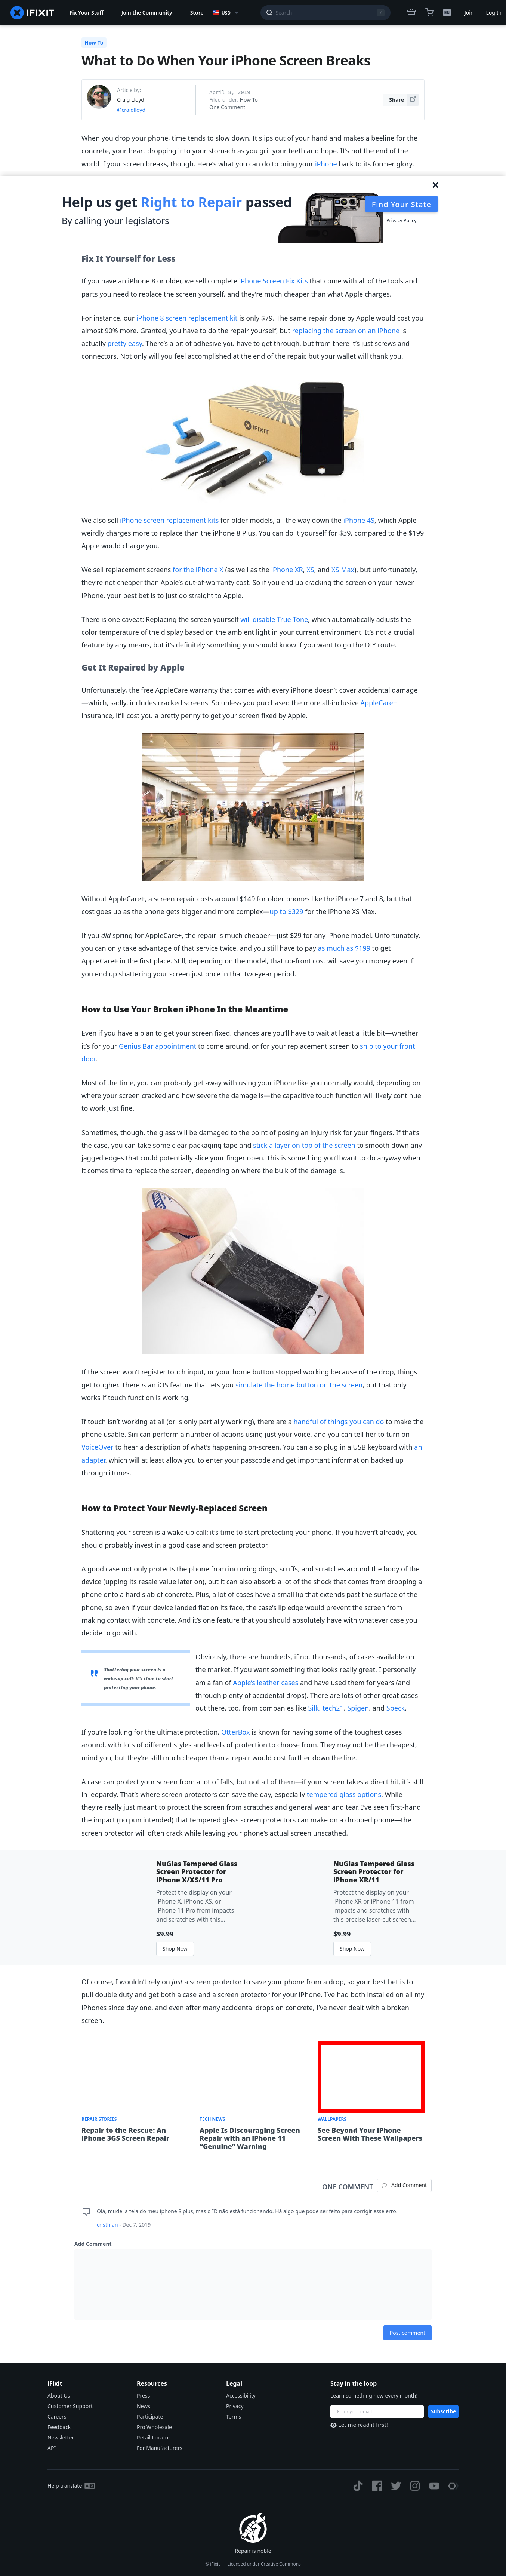 IFIXIT
Fix Your Stuff
Join the Community
Store
USD
Search
Join
Log In
How To
What to Do When Your iPhone Screen Breaks
Article by:
Craig Lloyd
@craiglloyd
April 8, 2019
Filed under: How To
One Comment
Share
When you drop your phone, time tends to slow down. It slips out of your hand and makes a beeline for the
concrete, your heart dropping into your stomach as you grit your teeth and hope. It's not the end of the
world if your screen breaks, though. Here's what you can do to bring your iPhone back to its former glory.
Help us get Right to Repair passed
By calling your legislators
Find Your State
Privacy Policy
Fix It Yourself for Less
If you have an iPhone 8 or older, we sell complete iPhone Screen Fix Kits that come with all of the tools and
parts you need to replace the screen yourself, and they're much cheaper than what Apple charges.
For instance, our iPhone 8 screen replacement kit is only $79. The same repair done by Apple would cost you
almost 90% more. Granted, you have to do the repair yourself, but replacing the screen on an iPhone is
actually pretty easy. There's a bit of adhesive you have to get through, but from there it's just screws and
connectors. Not only will you feel accomplished at the end of the repair, but your wallet will thank you.
We also sell iPhone screen replacement kits for older models, all the way down the iPhone 4S, which Apple
weirdly charges more to replace than the iPhone 8 Plus. You can do it yourself for $39, compared to the $199
Apple would charge you.
We sell replacement screens for the iPhone X (as well as the iPhone XR, XS, and XS Max), but unfortunately,
they're not cheaper than Apple's out-of-warranty cost. So if you end up cracking the screen on your newer
iPhone, your best bet is to just go straight to Apple.
There is one caveat: Replacing the screen yourself will disable True Tone, which automatically adjusts the
color temperature of the display based on the ambient light in your current environment. It's not a crucial
feature by any means, but it's definitely something you should know if you want to go the DIY route.
Get It Repaired by Apple
Unfortunately, the free AppleCare warranty that comes with every iPhone doesn't cover accidental damage
—which, sadly, includes cracked screens. So unless you purchased the more all-inclusive AppleCare+
insurance, it'll cost you a pretty penny to get your screen fixed by Apple.
Without AppleCare+, a screen repair costs around $149 for older phones like the iPhone 7 and 8, but that
cost goes up as the phone gets bigger and more complex—up to $329 for the iPhone XS Max.
If you did spring for AppleCare+, the repair is much cheaper—just $29 for any iPhone model. Unfortunately,
you can only take advantage of that service twice, and you still have to pay as much as $199 to get
AppleCare+ in the first place. Still, depending on the model, that up-front cost will save you money even if
you end up shattering your screen just once in that two-year period.
How to Use Your Broken iPhone In the Meantime
Even if you have a plan to get your screen fixed, chances are you'll have to wait at least a little bit—whether
it's for your Genius Bar appointment to come around, or for your replacement screen to ship to your front
door.
Most of the time, you can probably get away with using your iPhone like you normally would, depending on
where your screen cracked and how severe the damage is—the capacitive touch function will likely continue
to work just fine.
Sometimes, though, the glass will be damaged to the point of posing an injury risk for your fingers. If that's
the case, you can take some clear packaging tape and stick a layer on top of the screen to smooth down any
jagged edges that could potentially slice your finger open. This is something you'll want to do anyway when
it comes time to replace the screen, depending on where the bulk of the damage is.
If the screen won't register touch input, or your home button stopped working because of the drop, things
get tougher. There is an iOS feature that lets you simulate the home button on the screen, but that only
works if touch function is working.
If touch isn't working at all (or is only partially working), there are a handful of things you can do to make the
phone usable. Siri can perform a number of actions using just your voice, and you can tell her to turn on
VoiceOver to hear a description of what's happening on-screen. You can also plug in a USB keyboard with an
adapter, which will at least allow you to enter your passcode and get important information backed up
through iTunes.
How to Protect Your Newly-Replaced Screen
Shattering your screen is a wake-up call: it's time to start protecting your phone. If you haven't already, you
should probably invest in a good case and screen protector.
A good case not only protects the phone from incurring dings, scuffs, and scratches around the body of the
device (upping its resale value later on), but it can also absorb a lot of the shock that comes from dropping a
phone onto a hard slab of concrete. Plus, a lot of cases have a small lip that extends past the surface of the
phone, so even if your device landed flat on its face, the case's lip edge would prevent the screen from
making contact with concrete. And it's one feature that you should absolutely have with whatever case you
decide to go with.
Shattering your screen is a
wake-up call: it's time to start
protecting your phone.
Obviously, there are hundreds, if not thousands, of cases available on
the market. If you want something that looks really great, I personally
am a fan of Apple's leather cases and have used them for years (and
through plenty of accidental drops). There are lots of other great cases
out there, too, from companies like Silk, tech21, Spigen, and Speck.
If you're looking for the ultimate protection, OtterBox is known for having some of the toughest cases
around, with lots of different styles and levels of protection to choose from. They may not be the cheapest,
mind you, but they're still much cheaper than a repair would cost further down the line.
A case can protect your screen from a lot of falls, but not all of them—if your screen takes a direct hit, it's still
in jeopardy. That's where screen protectors can save the day, especially tempered glass options. While
they're really just meant to protect the screen from scratches and general wear and tear, I've seen first-hand
the impact (no pun intended) that tempered glass screen protectors can make on a dropped phone—the
screen protector will often crack while leaving your phone's actual screen unscathed.
NuGlas Tempered Glass
Screen Protector for
iPhone X/XS/11 Pro
Protect the display on your
iPhone X, iPhone XS, or
iPhone 11 Pro from impacts
and scratches with this...
$9.99
Shop Now
NuGlas Tempered Glass
Screen Protector for
iPhone XR/11
Protect the display on your
iPhone XR or iPhone 11 from
impacts and scratches with
this precise laser-cut screen...
$9.99
Shop Now
Of course, I wouldn't rely on just a screen protector to save your phone from a drop, so your best bet is to
pull double duty and get both a case and a screen protector for your iPhone. I've had both installed on all my
iPhones since day one, and even after many accidental drops on concrete, I've never dealt with a broken
screen.
REPAIR STORIES
Repair to the Rescue: An
iPhone 3GS Screen Repair
TECH NEWS
Apple Is Discouraging Screen
Repair with an iPhone 11
"Genuine" Warning
WALLPAPERS
See Beyond Your iPhone
Screen With These Wallpapers
ONE COMMENT
Add Comment
Olá, mudei a tela do meu iphone 8 plus, mas o ID não está funcionando. Há algo que pode ser feito para corrigir esse erro.
cristhian - Dec 7, 2019
Add Comment
Post comment
iFixit
About Us
Customer Support
Careers
Feedback
Newsletter
API
Resources
Press
News
Participate
Pro Wholesale
Retail Locator
For Manufacturers
Legal
Accessibility
Privacy
Terms
Stay in the loop
Learn something new every month!
Enter your email
Subscribe
Let me read it first!
Help translate
Repair is noble
© iFixit — Licensed under Creative Commons